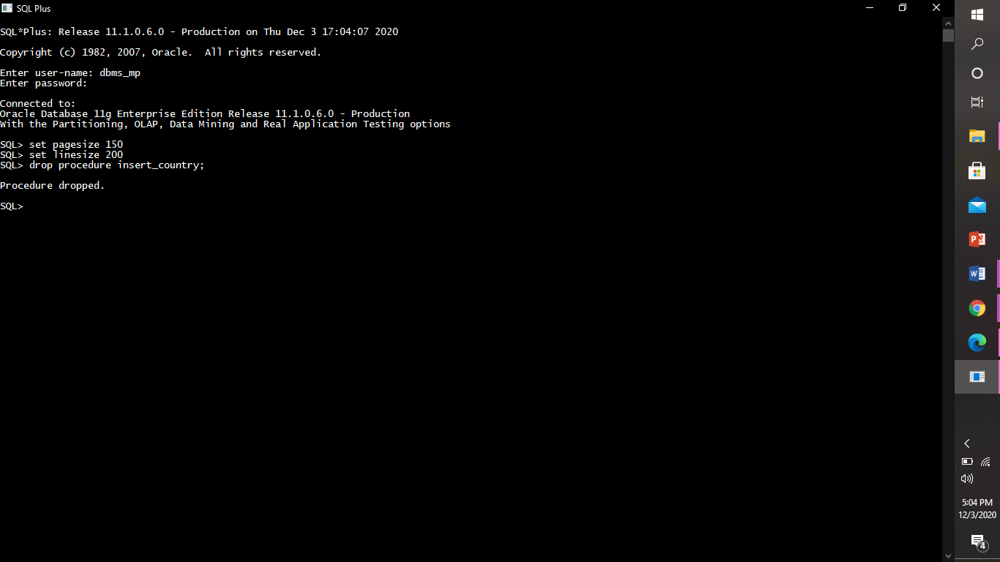 SQL Plus
SQL*Plus: Release 11.1.0.6.0 - Production on Thu Dec 3 17:04:07 2020
Copyright (c) 1982, 2007, Oracle.  All rights reserved.
Enter user-name: dbms_mp
Enter password:
Connected to:
Oracle Database 11g Enterprise Edition Release 11.1.0.6.0 - Production
With the Partitioning, OLAP, Data Mining and Real Application Testing options
SQL> set pagesize 150
SQL> set linesize 200
SQL> drop procedure insert_country;
Procedure dropped.
SQL>
5:04 PM
12/3/2020
4